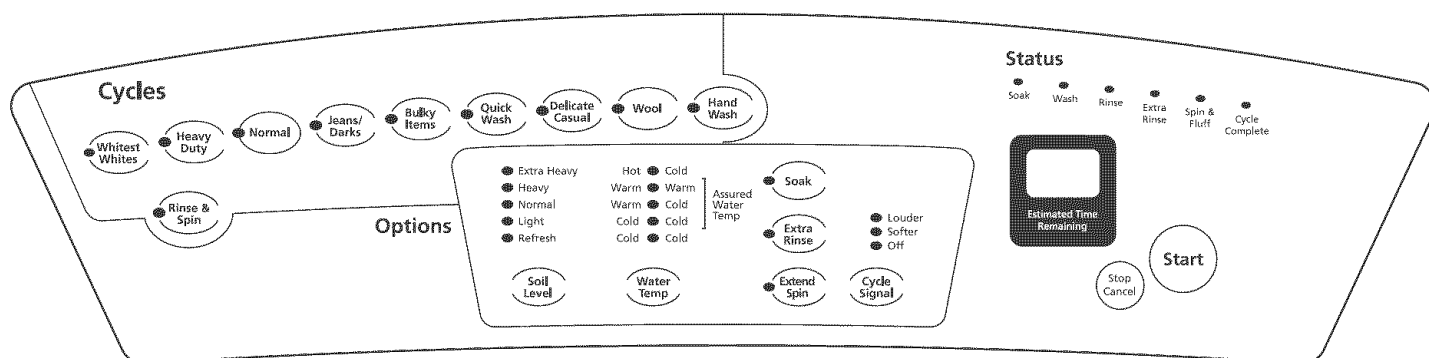 Cycles
Whitest
Whites
Heavy
Duty
Normal
Jeans/
Darks
Bulky
Items
Quick
Wash
Delicate
Casual
Wool
Hand
Wash
Rinse &
Spin
Options
Extra Heavy
Heavy
Normal
Light
Refresh
Soil
Level
Hot Cold
Warm Warm
Warm Cold
Cold Cold
Cold Cold
Assured
Water
Temp
Water
Temp
Soak
Extra
Rinse
Extend
Spin
Louder
Softer
Off
Cycle
Signal
Status
Soak
Wash
Rinse
Extra
Rinse
Spin &
Fluff
Cycle
Complete
Estimated Time
Remaining
Stop
Cancel
Start